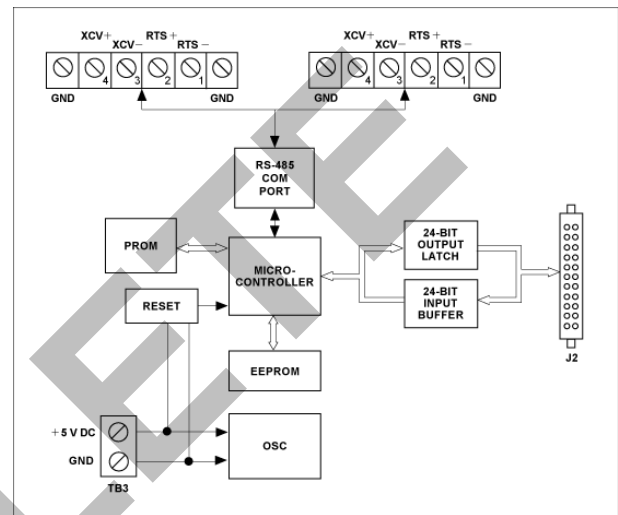 XCV+ XCV− RTS+ RTS−
4 3 2 1
GND GND
XCV+ XCV− RTS+ RTS−
4 3 2 1
GND GND
RS-485
COM
PORT
PROM
MICRO-
CONTROLLER
24-BIT
OUTPUT
LATCH
24-BIT
INPUT
BUFFER
J2
RESET
EEPROM
+5 V DC
GND
TB3
OSC
LETE